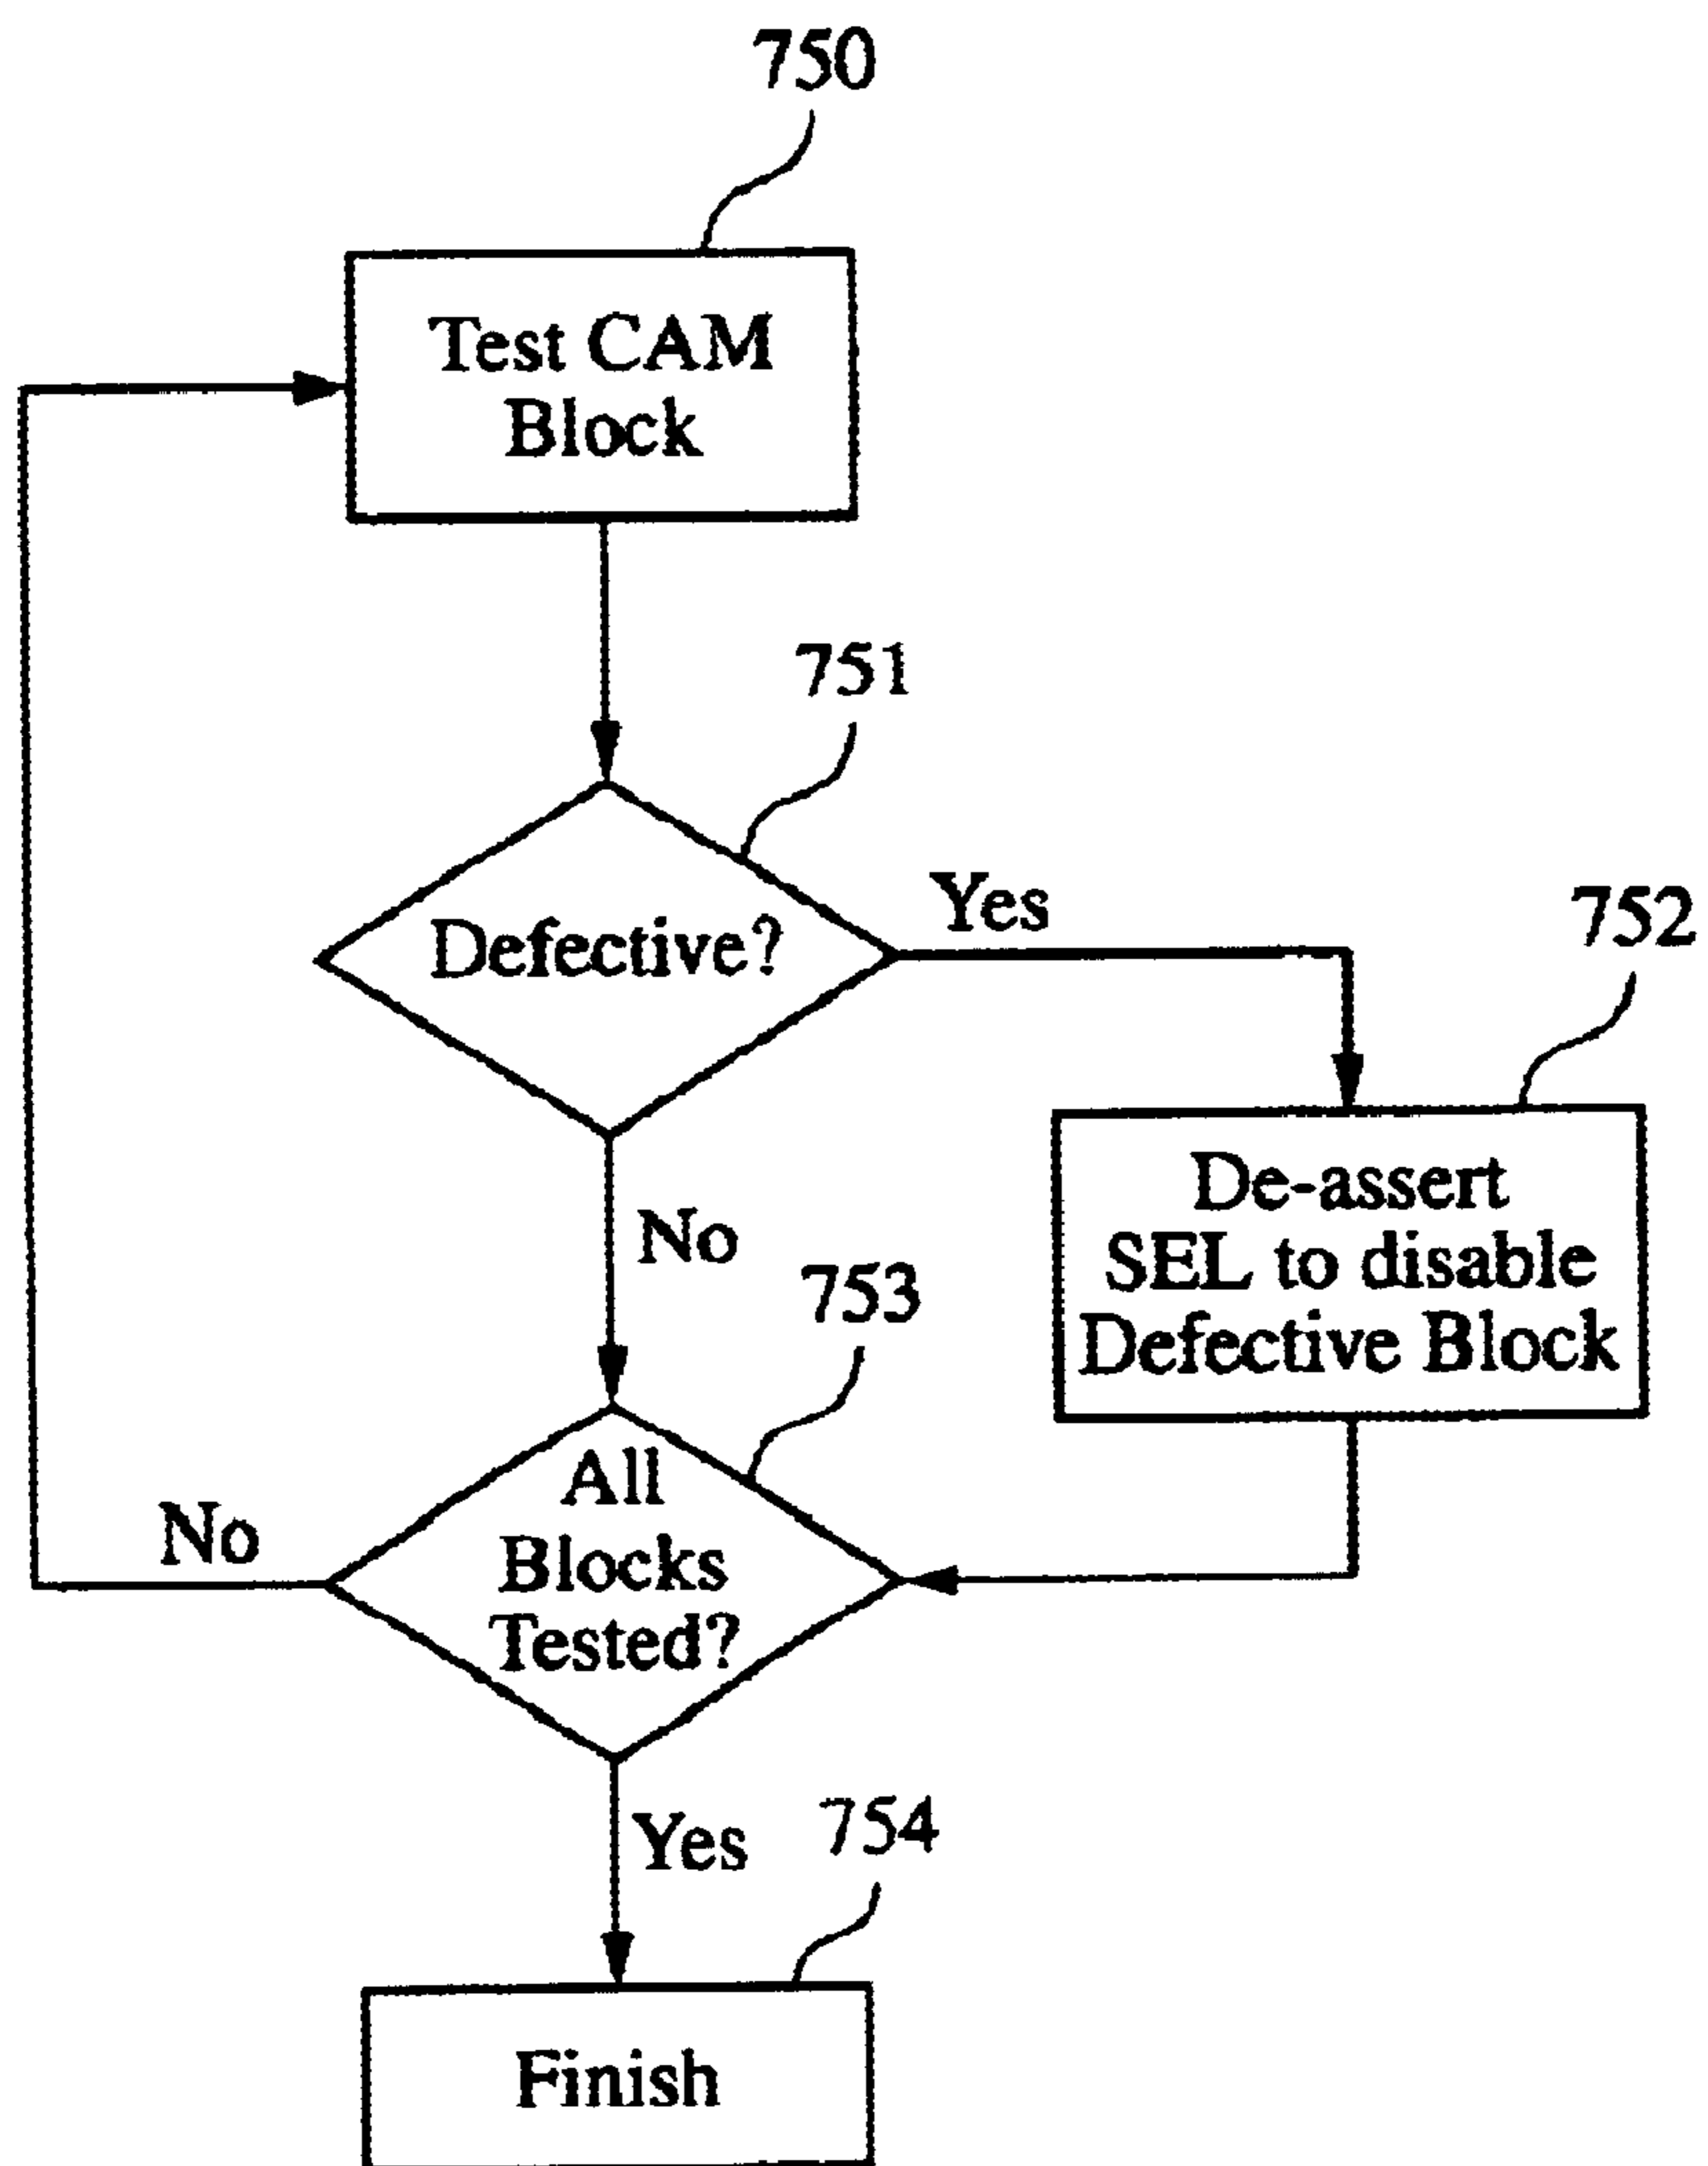 750
Test CAM
Block
751
Defective?
Yes
752
De-assert
SEL to disable
Defective Block
No
753
All
Blocks
Tested?
No
Yes
754
Finish